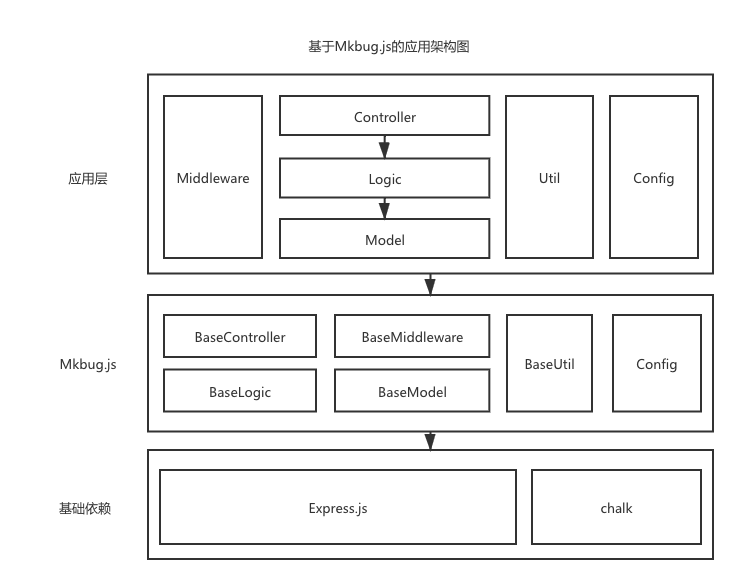 基于Mkbug.js的应用架构图
应用层
Middleware
Controller
Logic
Model
Util
Config
Mkbug.js
BaseController
BaseMiddleware
BaseLogic
BaseModel
BaseUtil
Config
基础依赖
Express.js
chalk